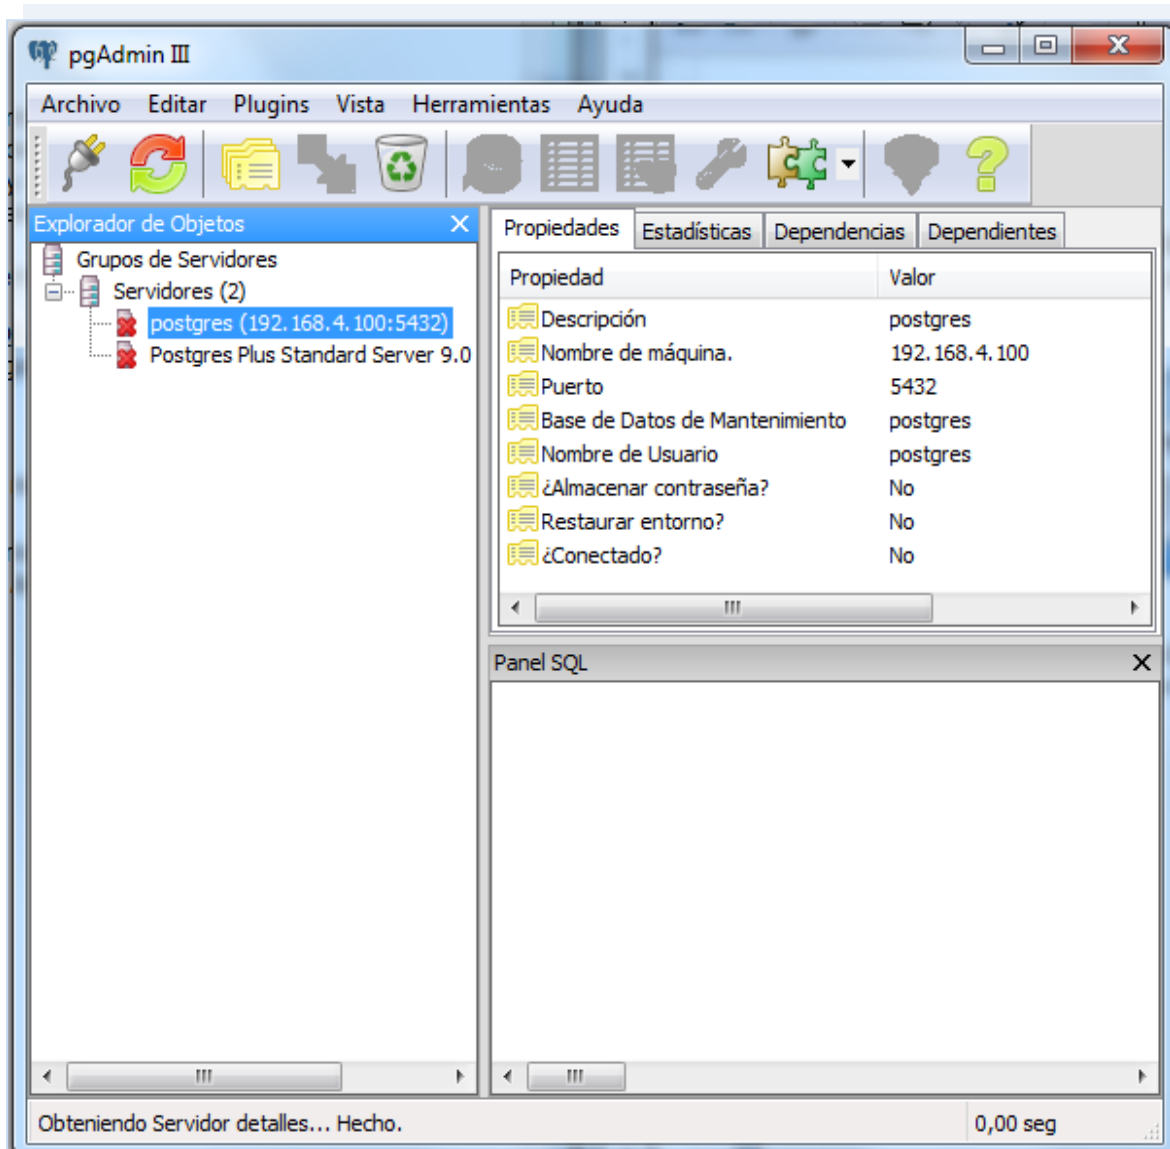 pgAdmin III
Archivo Editar Plugins Vista Herramientas Ayuda
Explorador de Objetos
Grupos de Servidores
Servidores (2)
postgres (192.168.4.100:5432)
Postgres Plus Standard Server 9.0
Propiedades Estadísticas Dependencias Dependientes
Propiedad Valor
Descripción postgres
Nombre de máquina. 192.168.4.100
Puerto 5432
Base de Datos de Mantenimiento postgres
Nombre de Usuario postgres
¿Almacenar contraseña? No
Restaurar entorno? No
¿Conectado? No
Panel SQL
Obteniendo Servidor detalles... Hecho. 0,00 seg